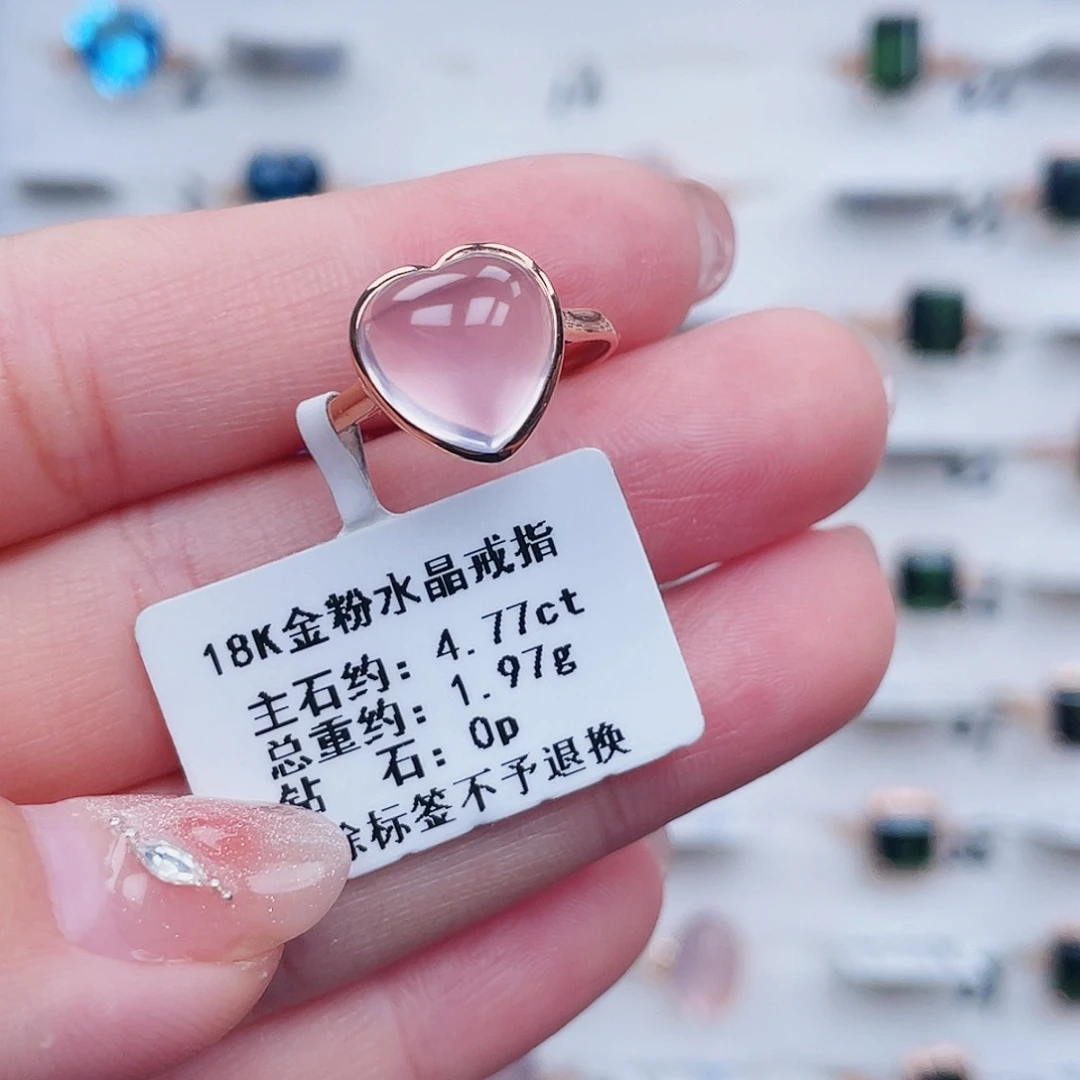 18K金粉水晶戒指
主石约: 4.77ct
总重约: 1.97g
钻 石: 0p
除标签不予退换